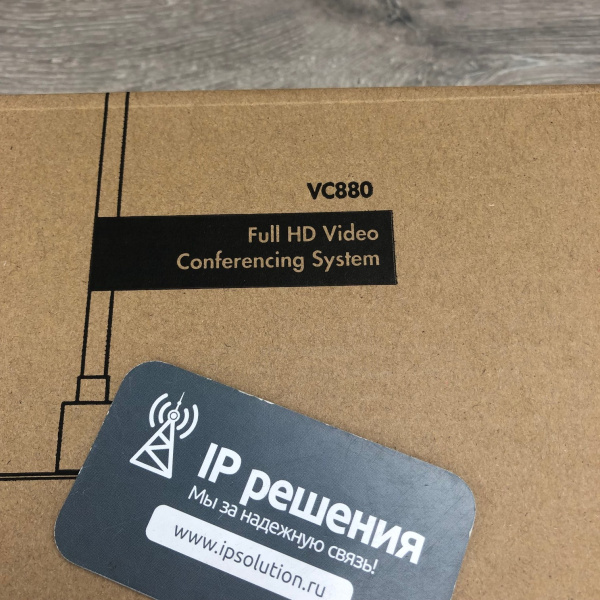 VC880
Full HD Video
Conferencing System
IP решения
Мы за надежную связь!
www.ipsolution.ru